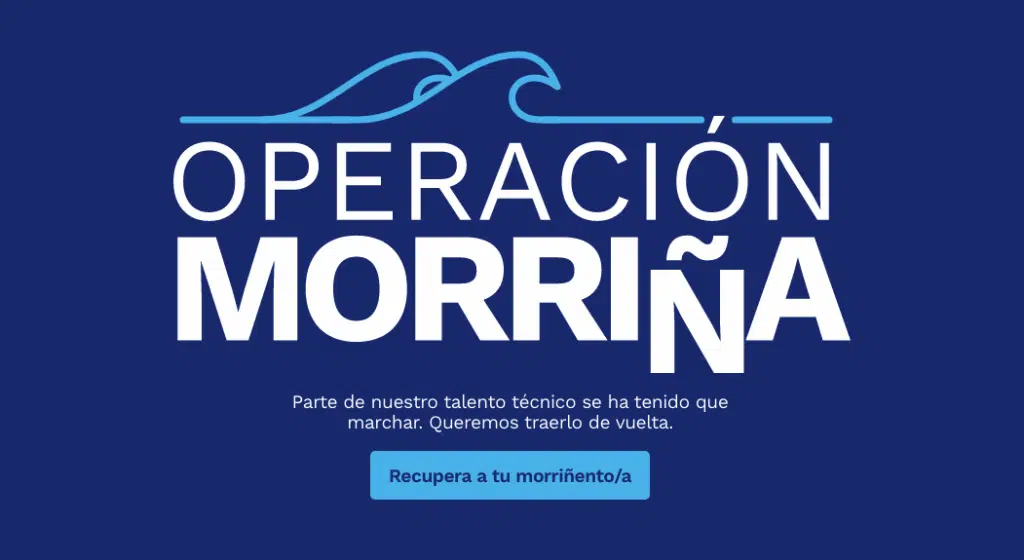 OPERACIÓN
MORRIÑA
Parte de nuestro talento técnico se ha tenido que
marchar. Queremos traerlo de vuelta.
Recupera a tu morriñento/a